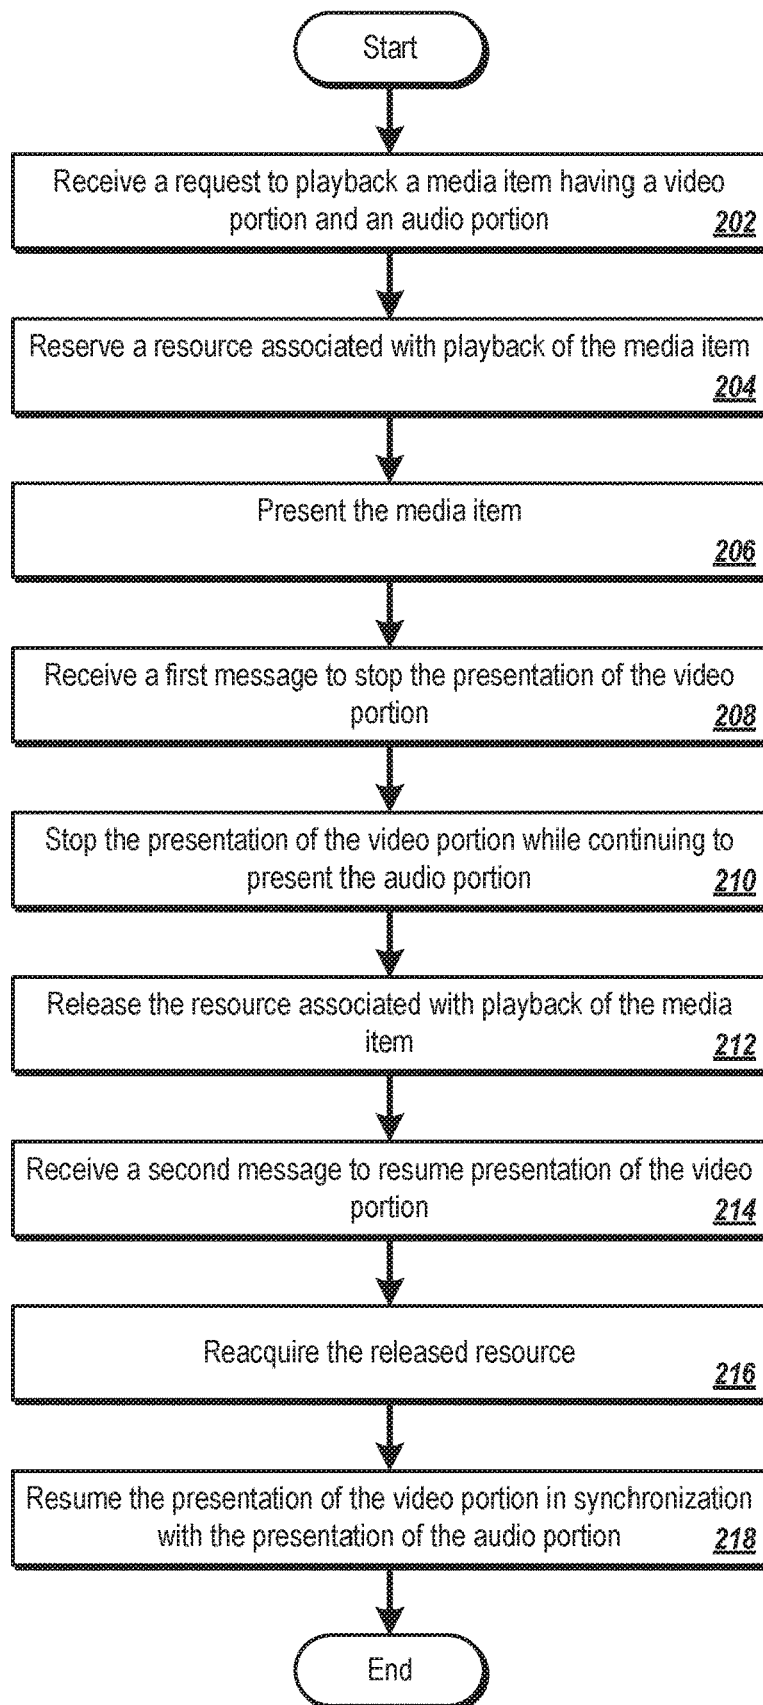 Start
Receive a request to playback a media item having a video
portion and an audio portion
202
Reserve a resource associated with playback of the media item
204
Present the media item
206
Receive a first message to stop the presentation of the video
portion
208
Stop the presentation of the video portion while continuing to
present the audio portion
210
Release the resource associated with playback of the media
item
212
Receive a second message to resume presentation of the video
portion
214
Reacquire the released resource
216
Resume the presentation of the video portion in synchronization
with the presentation of the audio portion
218
End